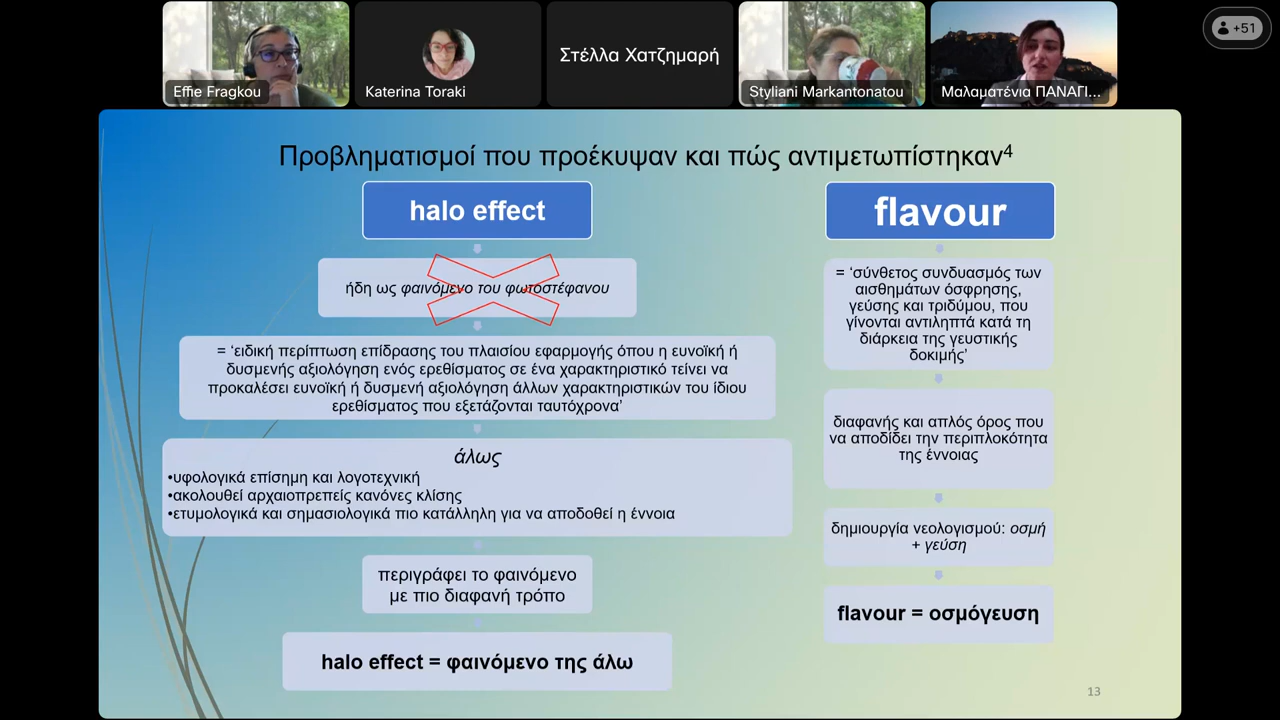 Effie Fragkou
Katerina Toraki
Στέλλα Χατζημαρή
Styliani Markantonatou
Μαλαματένια ΠΑΝΑΓΙ...
+51
Προβληματισμοί που προέκυψαν και πώς αντιμετωπίστηκαν4
halo effect
ήδη ως φαινόμενο του φωτοστέφανου
= ‘ειδική περίπτωση επίδρασης του πλαισίου εφαρμογής όπου η ευνοϊκή ή
δυσμενής αξιολόγηση ενός ερεθίσματος σε ένα χαρακτηριστικό τείνει να
προκαλέσει ευνοϊκή ή δυσμενή αξιολόγηση άλλων χαρακτηριστικών του ίδιου
ερεθίσματος που εξετάζονται ταυτόχρονα’
άλως
•υφολογικά επίσημη και λογοτεχνική
•ακολουθεί αρχαιοπρεπείς κανόνες κλίσης
•ετυμολογικά και σημασιολογικά πιο κατάλληλη για να αποδοθεί η έννοια
περιγράφει το φαινόμενο
με πιο διαφανή τρόπο
halo effect = φαινόμενο της άλω
flavour
= ‘σύνθετος συνδυασμός των
αισθημάτων όσφρησης,
γεύσης και τριδύμου, που
γίνονται αντιληπτά κατά τη
διάρκεια της γευστικής
δοκιμής’
διαφανής και απλός όρος που
να αποδίδει την περιπλοκότητα
της έννοιας
δημιουργία νεολογισμού: οσμή
+ γεύση
flavour = οσμόγευση
13